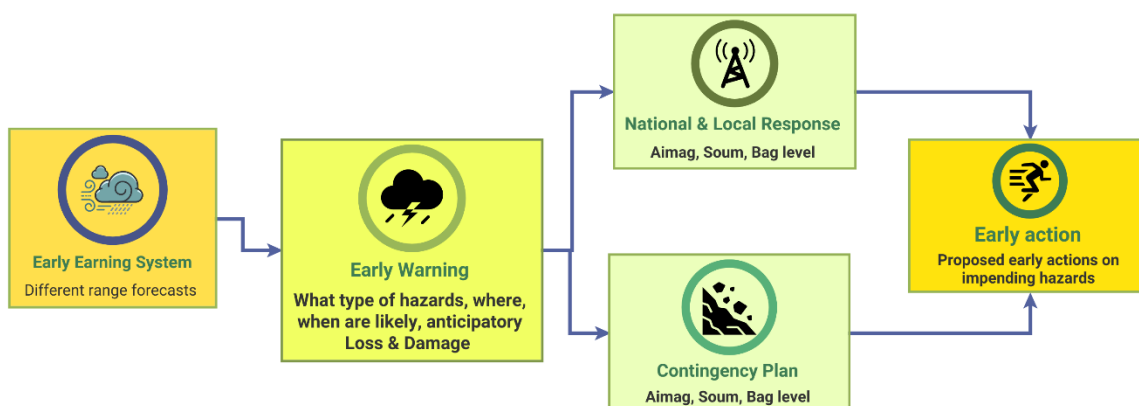 Early Earning System
Different range forecasts
Early Warning
What type of hazards, where,
when are likely, anticipatory
Loss & Damage
National & Local Response
Aimag, Soum, Bag level
Contingency Plan
Aimag, Soum, Bag level
Early action
Proposed early actions on
impending hazards